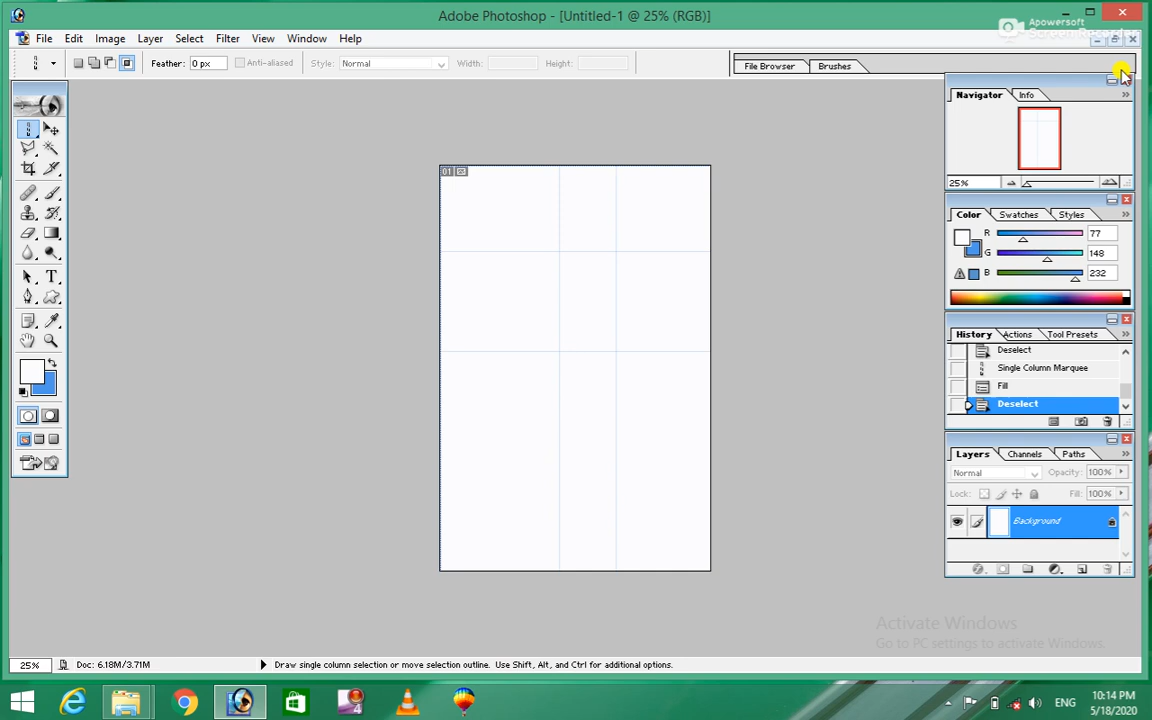 Adobe Photoshop - [Untitled-1 @ 25% (RGB)]
Apowersoft
Screen Recorder
File Edit Image Layer Select Filter View Window Help
Feather: 0 px Anti-aliased Style: Normal Width: Height: File Browser Brushes
Navigator Info
25%
Color Swatches Styles
R 77
G 148
B 232
History Actions Tool Presets
Deselect
Single Column Marquee
Fill
Deselect
Layers Channels Paths
Normal Opacity: 100%
Lock: Fill: 100%
Background
01
Activate Windows
Go to PC settings to activate Windows.
25% Doc: 6.18M/3.71M Draw single column selection or move selection outline. Use Shift, Alt, and Ctrl for additional options.
4 ENG 10:14 PM
5/18/2020